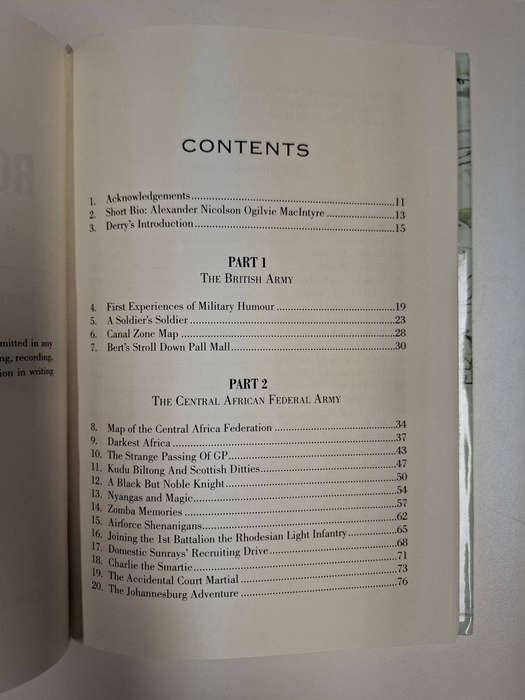 RO
mitted in any
ng, recording,
ion in writing
CONTENTS
1. Acknowledgements 11
2. Short Bio: Alexander Nicolson Ogilvie MacIntyre 13
3. Derry's Introduction 15
PART 1
THE BRITISH ARMY
4. First Experiences of Military Humour 19
5. A Soldier's Soldier 23
6. Canal Zone Map 28
7. Bert's Stroll Down Pall Mall 30
PART 2
THE CENTRAL AFRICAN FEDERAL ARMY
8. Map of the Central Africa Federation 34
9. Darkest Africa 37
10. The Strange Passing Of GP 43
11. Kudu Biltong And Scottish Ditties 47
12. A Black But Noble Knight 50
13. Nyangas and Magic 54
14. Zomba Memories 57
15. Airforce Shenanigans 62
16. Joining the 1st Battalion the Rhodesian Light Infantry 65
17. Domestic Sunrays' Recruiting Drive 68
18. Charlie the Smartie 71
19. The Accidental Court Martial 73
20. The Johannesburg Adventure 76